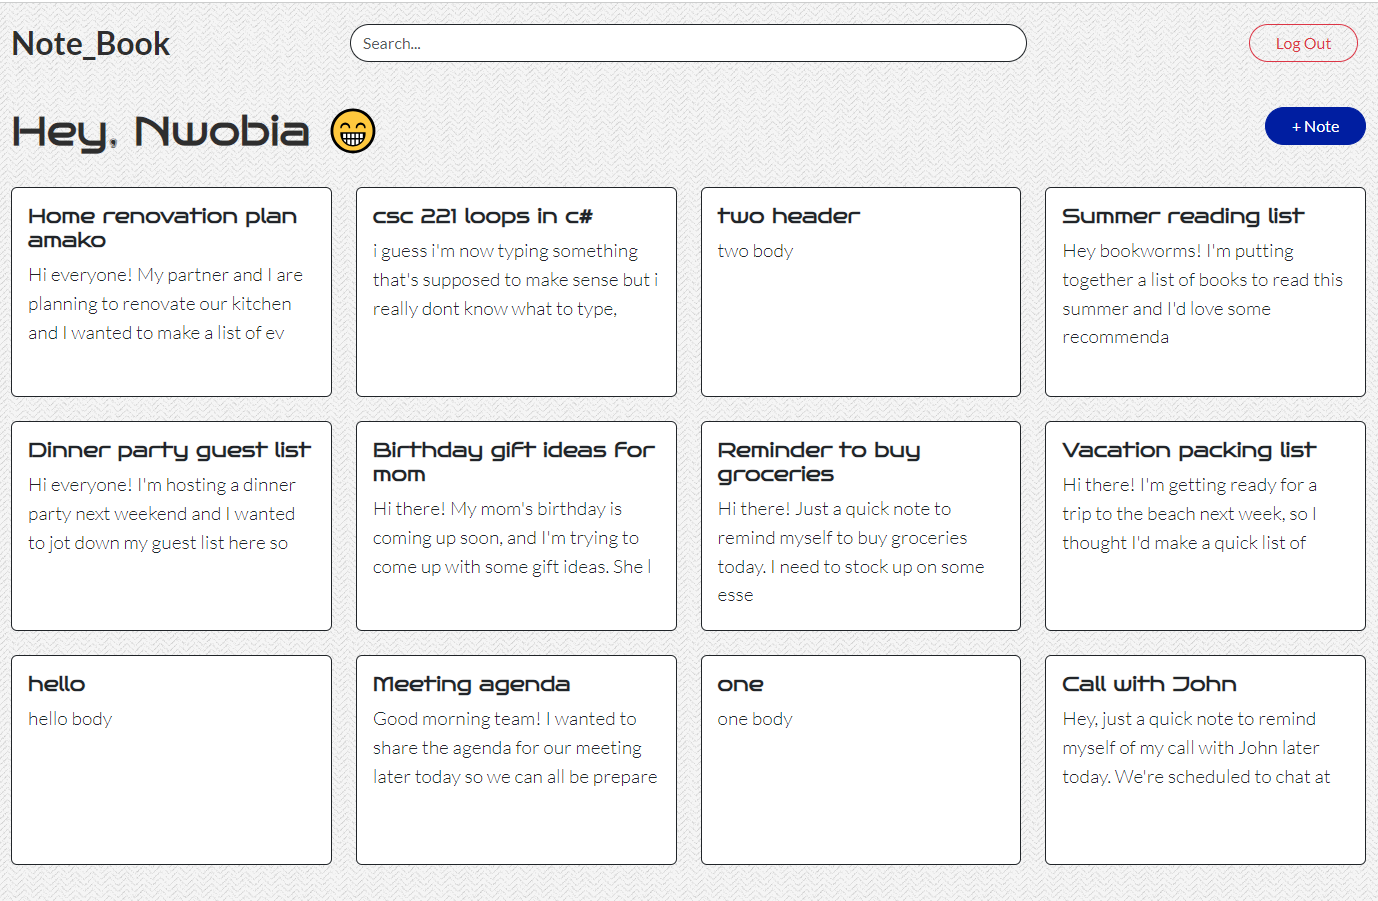 Note_Book
Search...
Log Out
Hey, Nwobia
+ Note
Home renovation plan
amako
Hi everyone! My partner and I are
planning to renovate our kitchen
and I wanted to make a list of ev
csc 221 loops in c#
i guess i'm now typing something
that's supposed to make sense but i
really dont know what to type,
two header
two body
Summer reading list
Hey bookworms! I'm putting
together a list of books to read this
summer and I'd love some
recommenda
Dinner party guest list
Hi everyone! I'm hosting a dinner
party next weekend and I wanted
to jot down my guest list here so
Birthday gift ideas for
mom
Hi there! My mom's birthday is
coming up soon, and I'm trying to
come up with some gift ideas. She l
Reminder to buy
groceries
Hi there! Just a quick note to
remind myself to buy groceries
today. I need to stock up on some
esse
Vacation packing list
Hi there! I'm getting ready for a
trip to the beach next week, so I
thought I'd make a quick list of
hello
hello body
Meeting agenda
Good morning team! I wanted to
share the agenda for our meeting
later today so we can all be prepare
one
one body
Call with John
Hey, just a quick note to remind
myself of my call with John later
today. We're scheduled to chat at